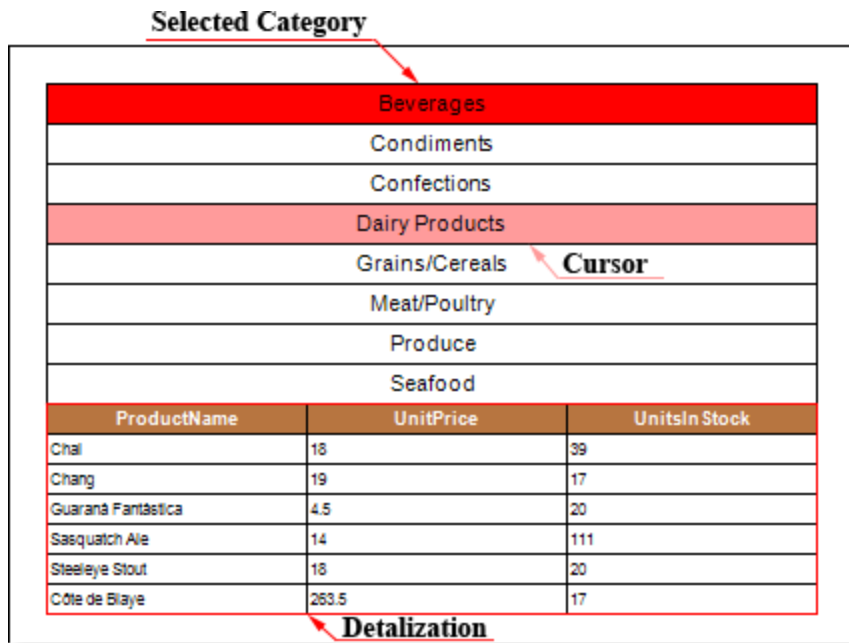 Selected Category
Beverages
Condiments
Confections
Dairy Products
Grains/Cereals
Cursor
Meat/Poultry
Produce
Seafood
ProductName UnitPrice UnitsInStock
Chai 18 39
Chang 19 17
Guaraná Fantástica 4.5 20
Sasquatch Ale 14 111
Steeleye Stout 18 20
Côte de Blaye 263.5 17
Detalization